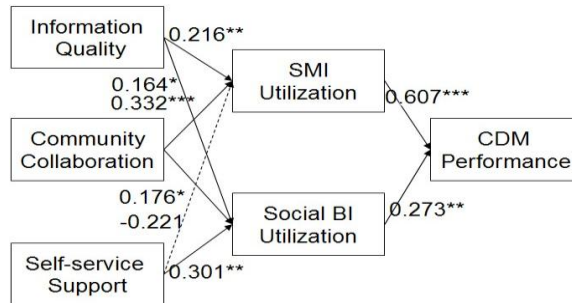 Information
Quality
0.216**
SMI
Utilization
0.164*
0.332***
0.607***
Community
Collaboration
CDM
Performance
0.176*
-0.221
Social BI
Utilization
0.273**
Self-service
Support
0.301**